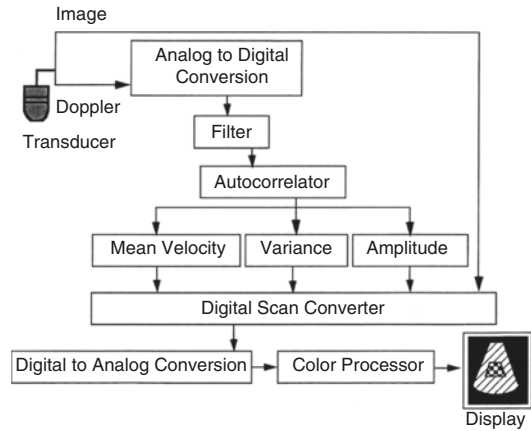 Image
Analog to Digital
Conversion
Doppler
Transducer
Filter
Autocorrelator
Mean Velocity
Variance
Amplitude
Digital Scan Converter
Digital to Analog Conversion
Color Processor
Display